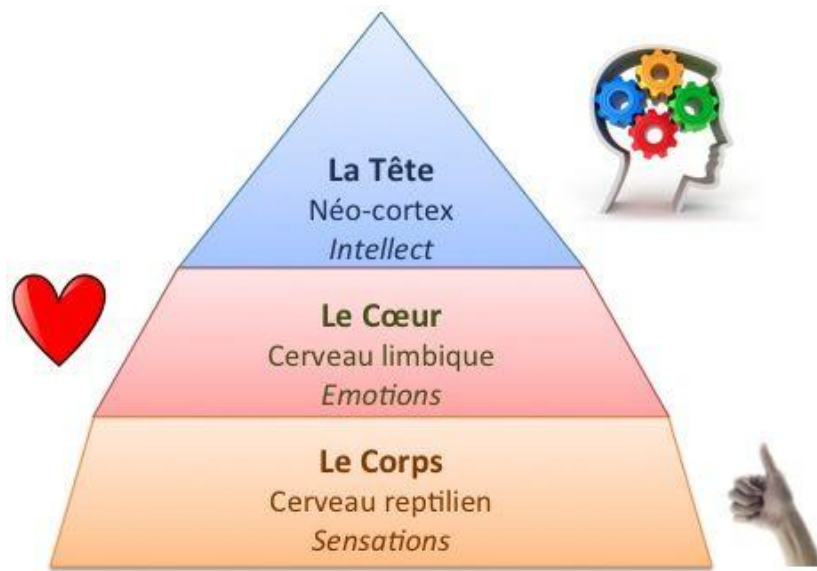 La Tête
Néo-cortex
Intellect
Le Cœur
Cerveau limbique
Emotions
Le Corps
Cerveau reptilien
Sensations